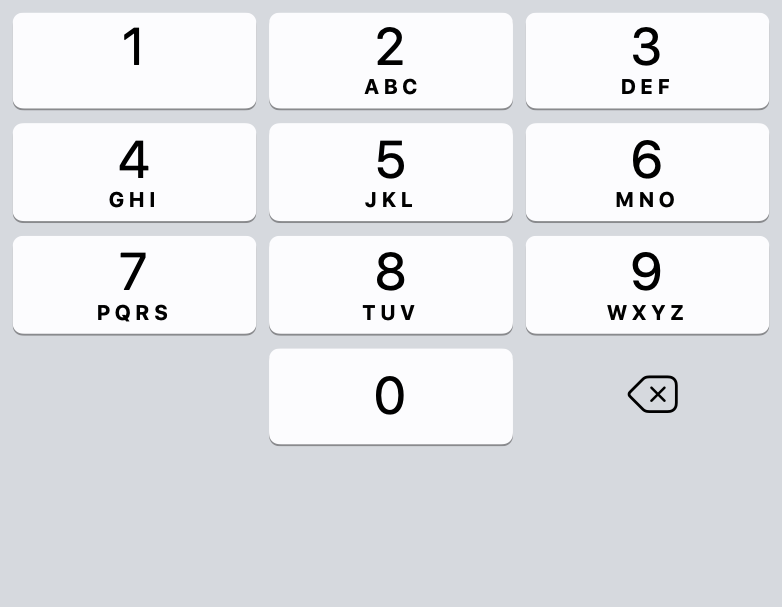 1 2 3
ABC DEF
4 5 6
GHI JKL MNO
7 8 9
PQRS TUV WXYZ
0